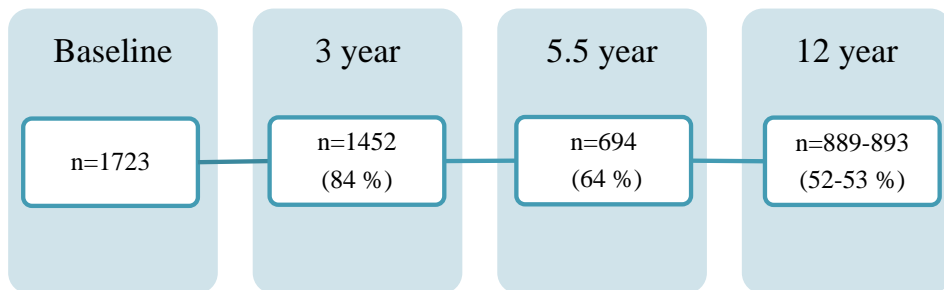 Baseline
n=1723
3 year
n=1452
(84 %)
5.5 year
n=694
(64 %)
12 year
n=889-893
(52-53 %)